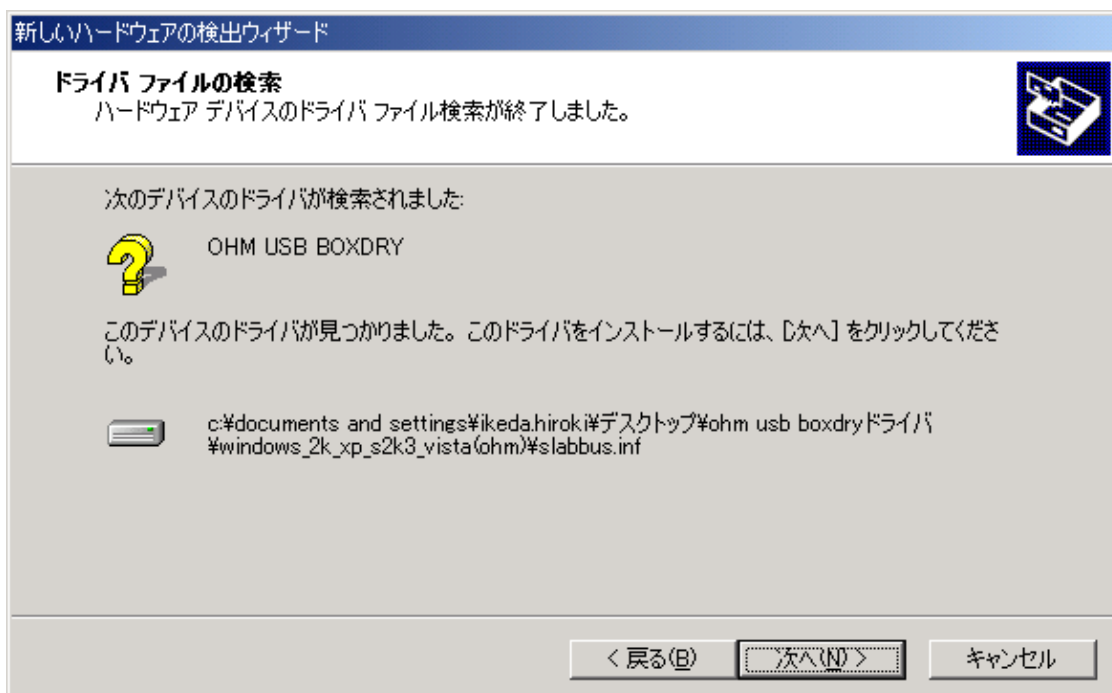 新しいハードウェアの検出ウィザード
ドライバ ファイルの検索
ハードウェア デバイスのドライバ ファイル検索が終了しました。
次のデバイスのドライバが検索されました:
OHM USB BOXDRY
このデバイスのドライバが見つかりました。このドライバをインストールするには、[次へ] をクリックしてくださ
い。
c:¥documents and settings¥ikeda.hiroki¥デスクトップ¥ohm usb boxdryドライバ
¥windows_2k_xp_s2k3_vista(ohm)¥slabbus.inf
< 戻る(B)
次へ(N) >
キャンセル